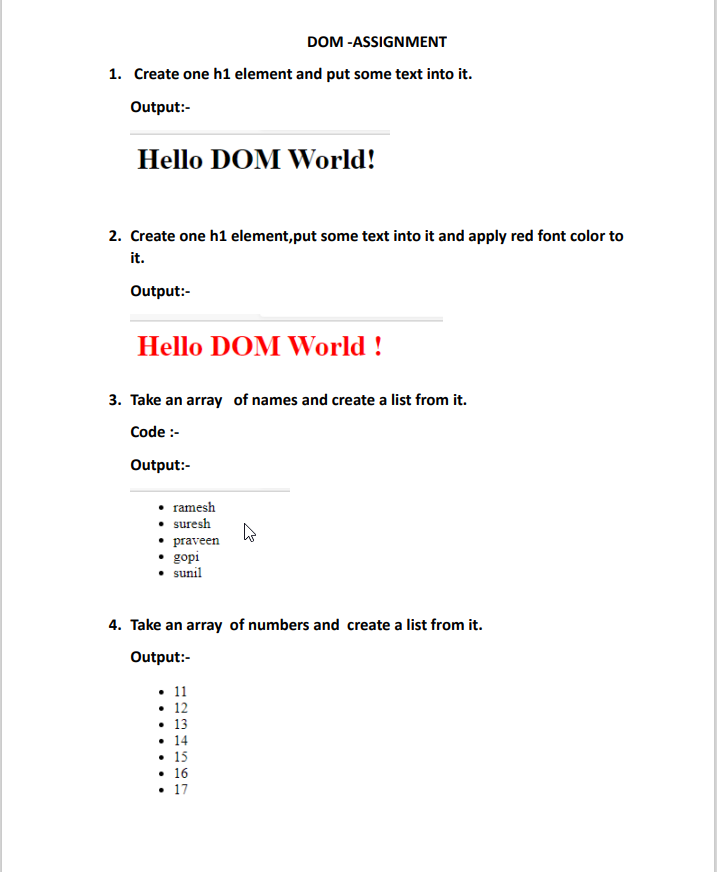 DOM -ASSIGNMENT
1. Create one h1 element and put some text into it.
Output:-
Hello DOM World!
2. Create one h1 element,put some text into it and apply red font color to
it.
Output:-
Hello DOM World !
3. Take an array of names and create a list from it.
Code :-
Output:-
• ramesh
• suresh
• praveen
• gopi
• sunil
4. Take an array of numbers and create a list from it.
Output:-
• 11
• 12
• 13
• 14
• 15
• 16
• 17